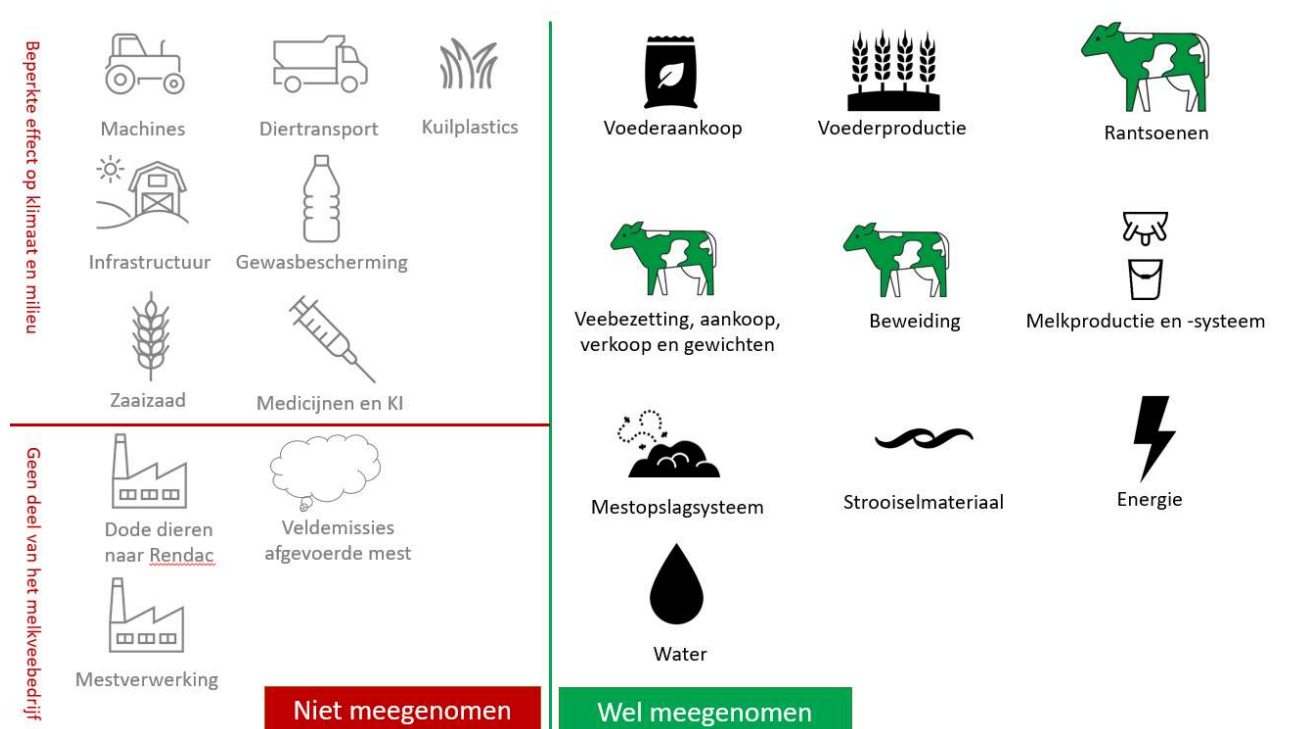 Beperkte effect op klimaat en milieu
Machines
Diertransport
Kuilplastics
Infrastructuur
Gewasbescherming
Zaaizaad
Medicijnen en KI
Geen deel van het melkveebedrijf
Dode dieren
naar Rendac
Veldemissies
afgevoerde mest
Mestverwerking
Niet meegenomen
Voederaankoop
Voederproductie
Rantsoenen
Veebezetting, aankoop,
verkoop en gewichten
Beweiding
Melkproductie en -systeem
Mestopslagsysteem
Strooiselmateriaal
Energie
Water
Wel meegenomen